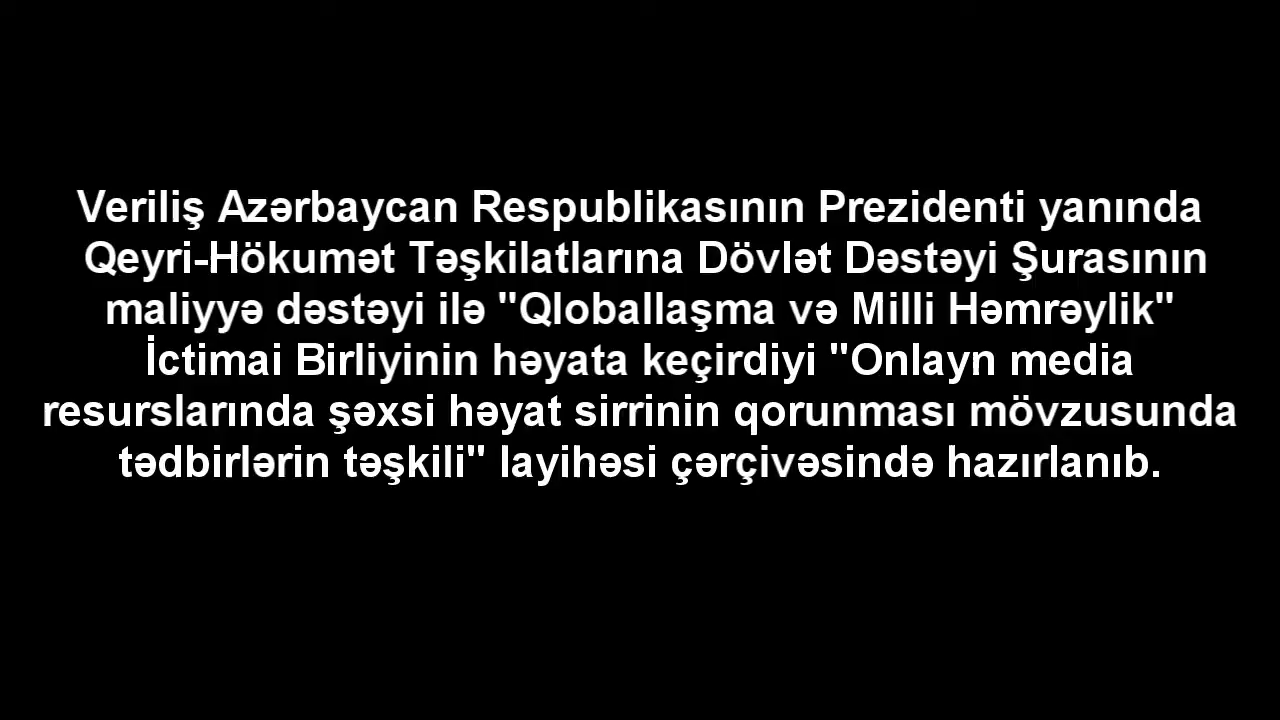 Veriliş Azərbaycan Respublikasının Prezidenti yanında
Qeyri-Hökumət Təşkilatlarına Dövlət Dəstəyi Şurasının
maliyyə dəstəyi ilə "Qloballaşma və Milli Həmrəylik"
İctimai Birliyinin həyata keçirdiyi "Onlayn media
resurslarında şəxsi həyat sirrinin qorunması mövzusunda
tədbirlərin təşkili" layihəsi çərçivəsində hazırlanıb.